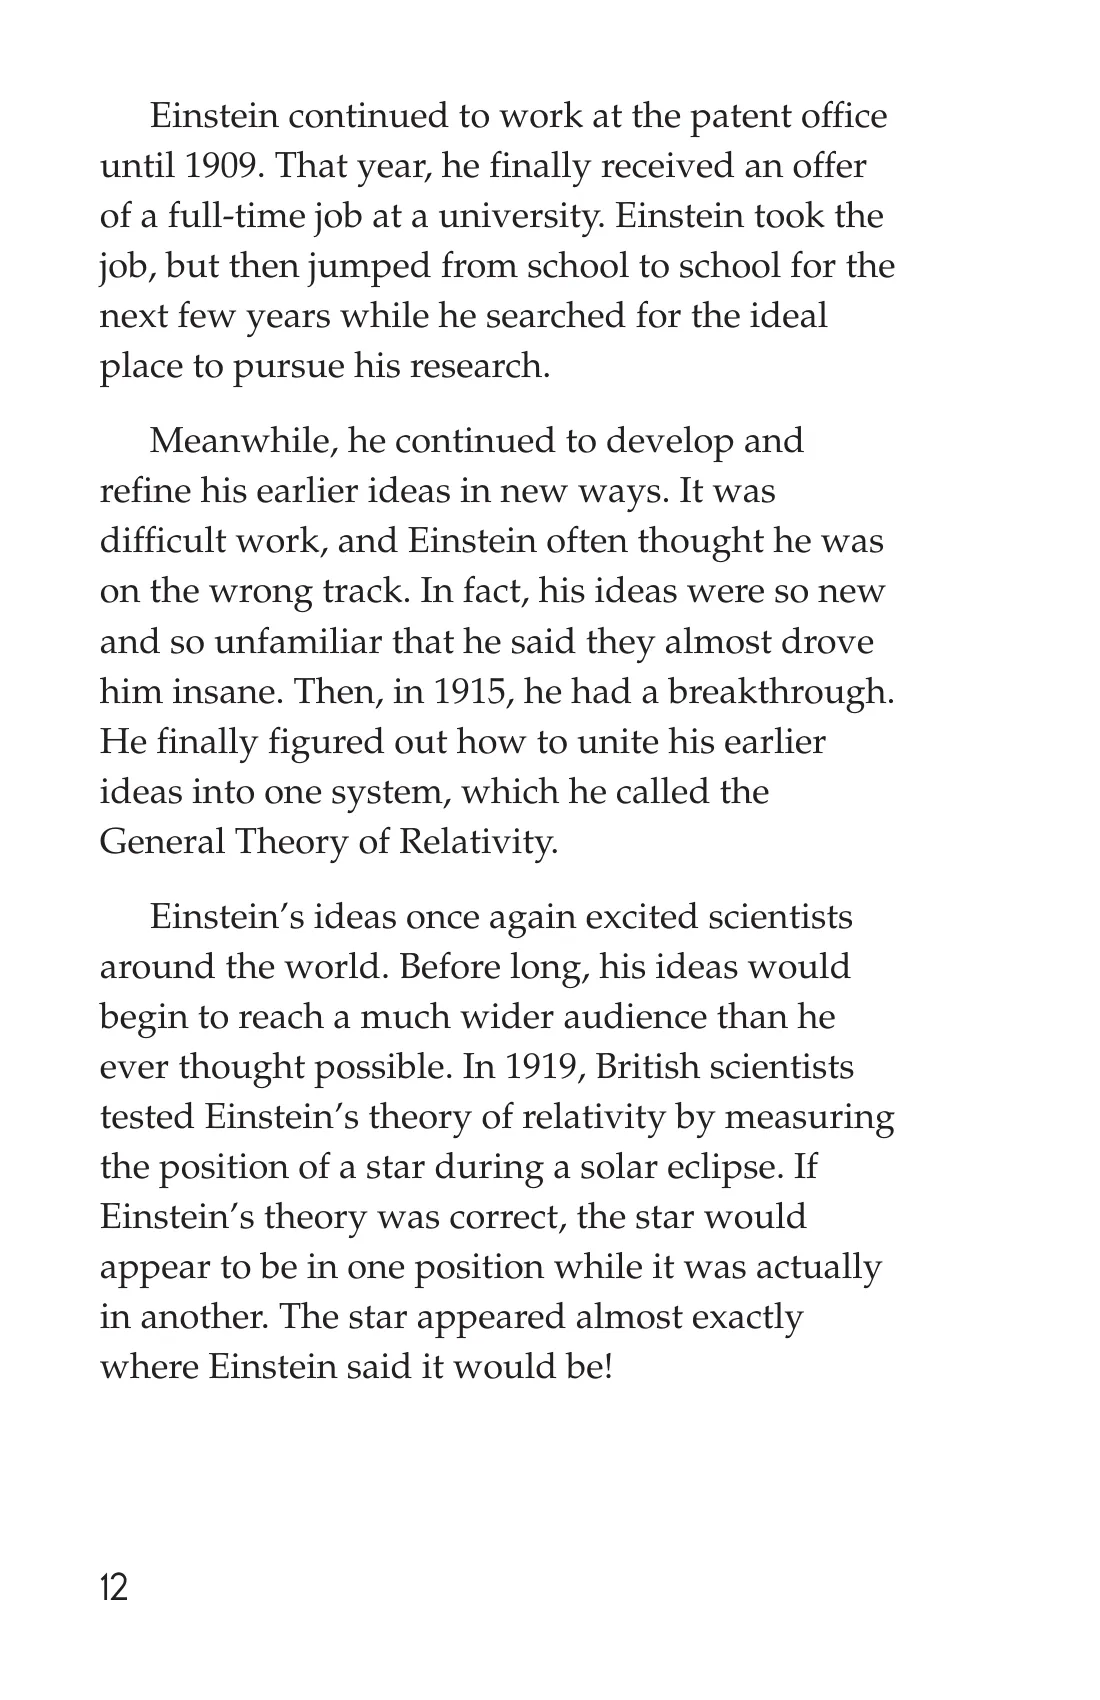 Einstein continued to work at the patent office
until 1909. That year, he finally received an offer
of a full-time job at a university. Einstein took the
job, but then jumped from school to school for the
next few years while he searched for the ideal
place to pursue his research.
Meanwhile, he continued to develop and
refine his earlier ideas in new ways. It was
difficult work, and Einstein often thought he was
on the wrong track. In fact, his ideas were so new
and so unfamiliar that he said they almost drove
him insane. Then, in 1915, he had a breakthrough.
He finally figured out how to unite his earlier
ideas into one system, which he called the
General Theory of Relativity.
Einstein’s ideas once again excited scientists
around the world. Before long, his ideas would
begin to reach a much wider audience than he
ever thought possible. In 1919, British scientists
tested Einstein’s theory of relativity by measuring
the position of a star during a solar eclipse. If
Einstein’s theory was correct, the star would
appear to be in one position while it was actually
in another. The star appeared almost exactly
where Einstein said it would be!
12